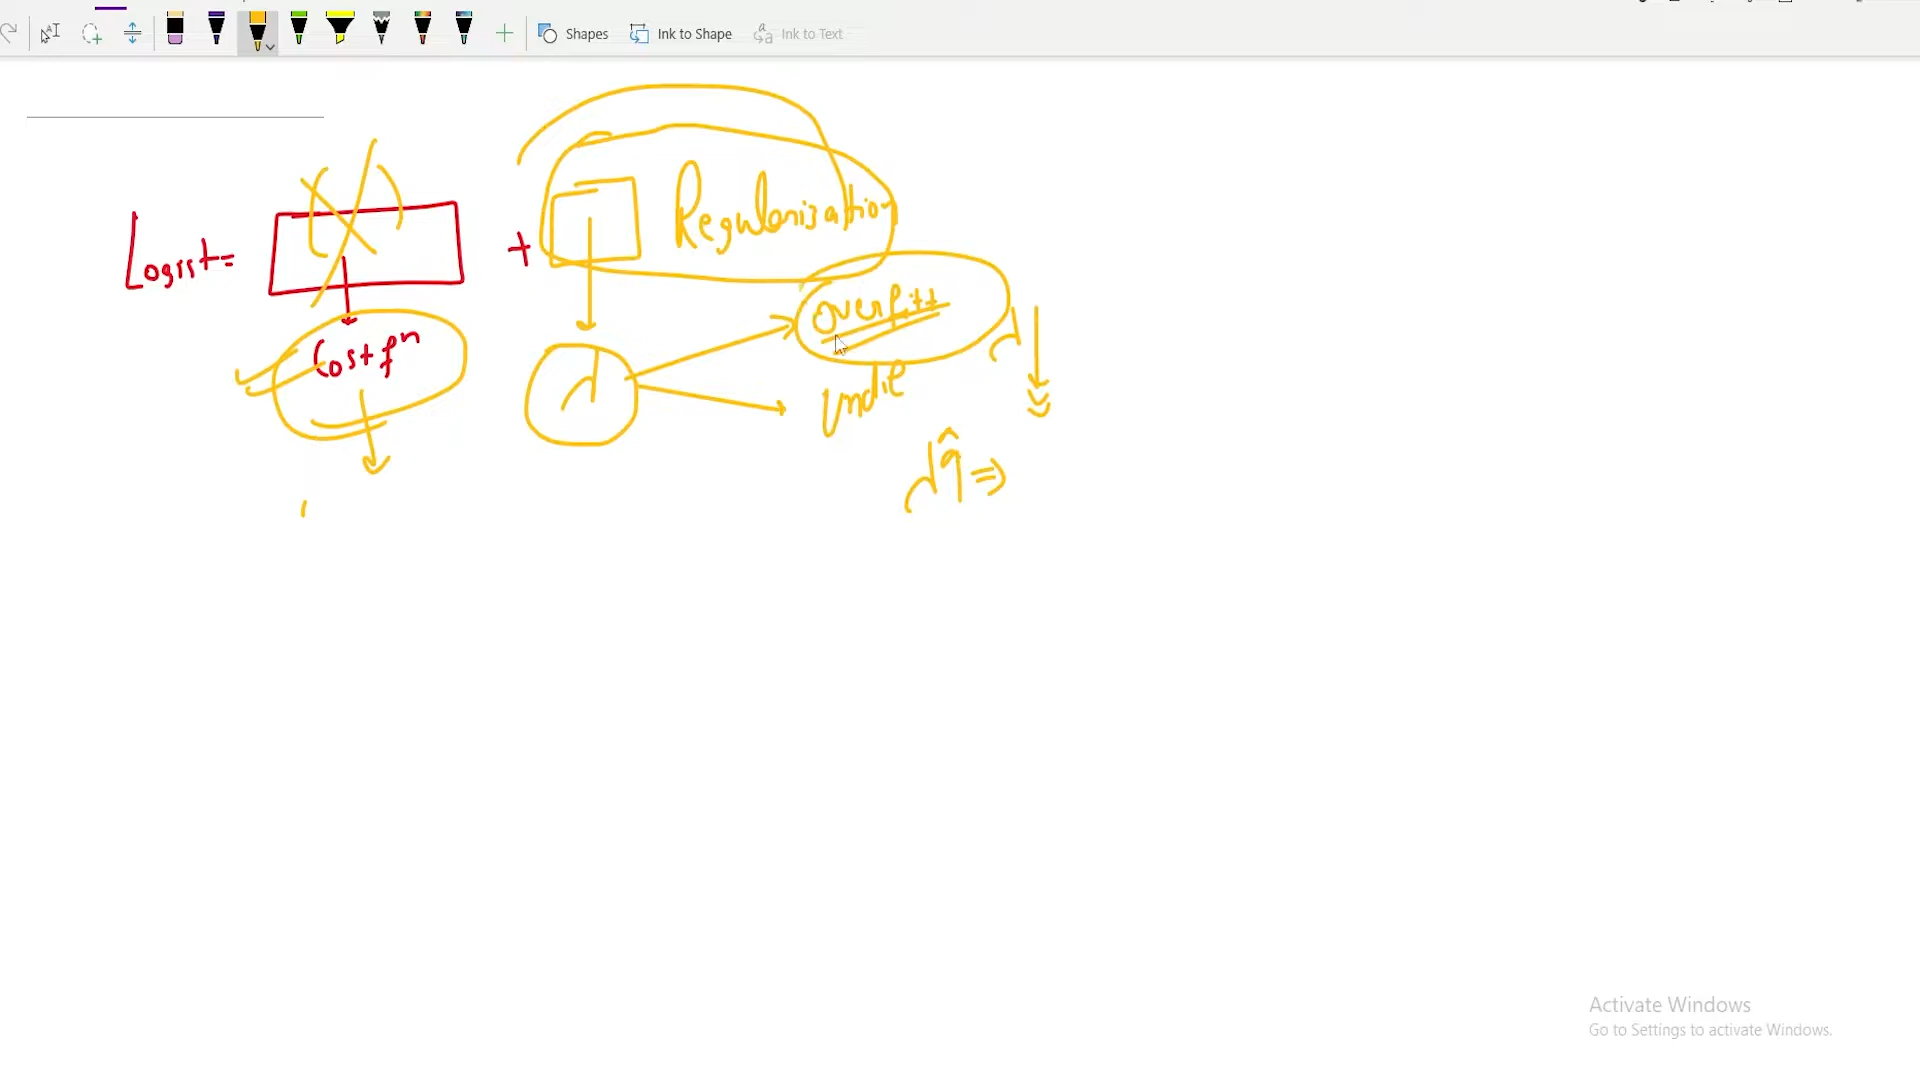 Shapes Ink to Shape Ink to Text
Logist = + Regularization
Cost fn
overfitt
λ
λ
λ ⇒
Activate Windows
Go to Settings to activate Windows.